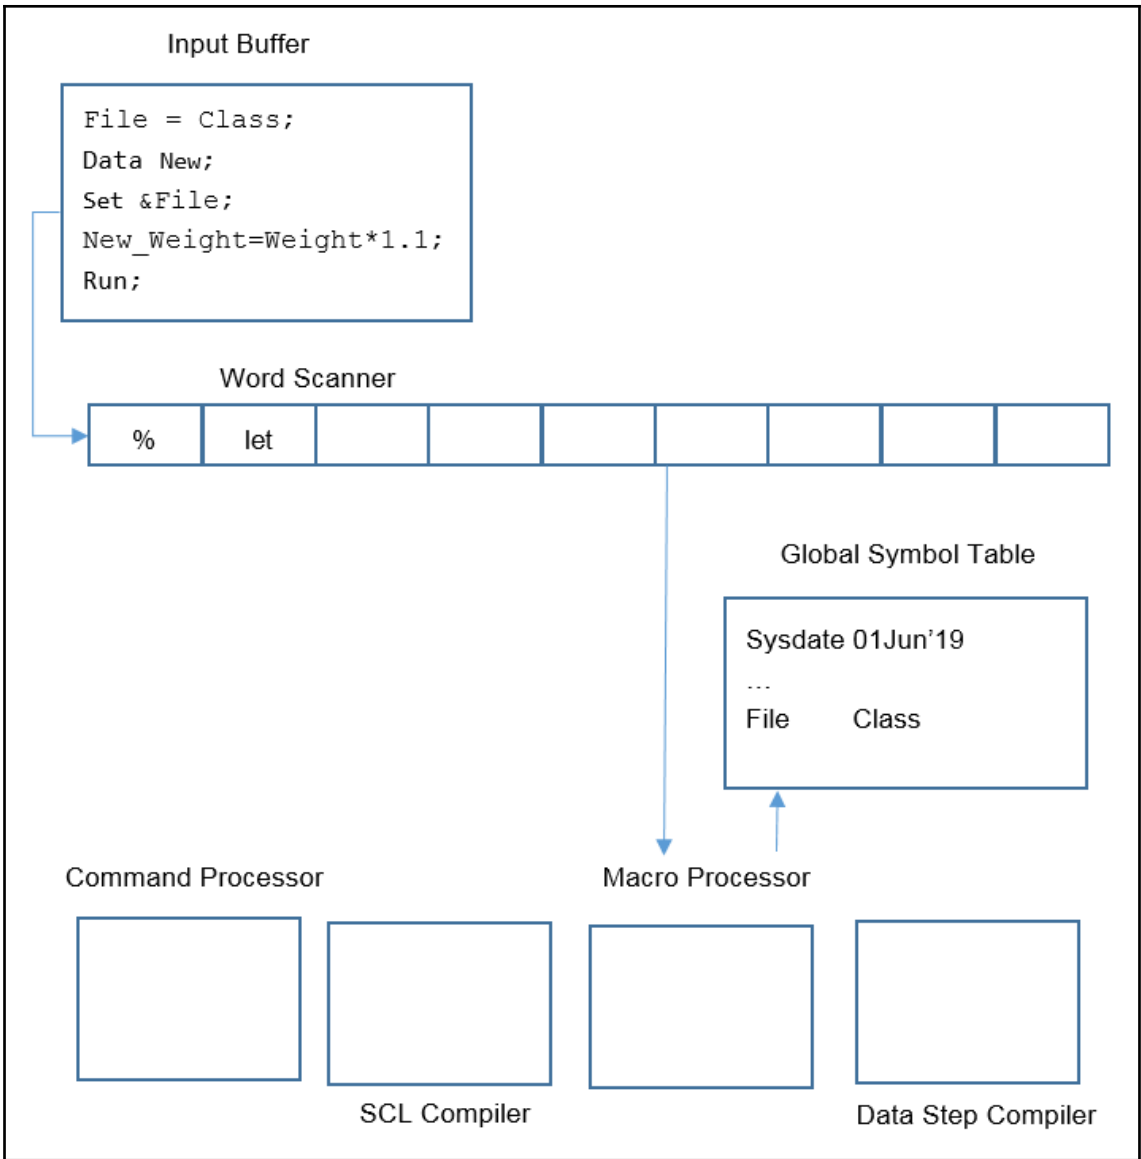 Input Buffer
File = Class;
Data New;
Set &File;
New_Weight=Weight*1.1;
Run;
Word Scanner
% let
Global Symbol Table
Sysdate 01Jun’19
...
File Class
Command Processor
Macro Processor
SCL Compiler
Data Step Compiler